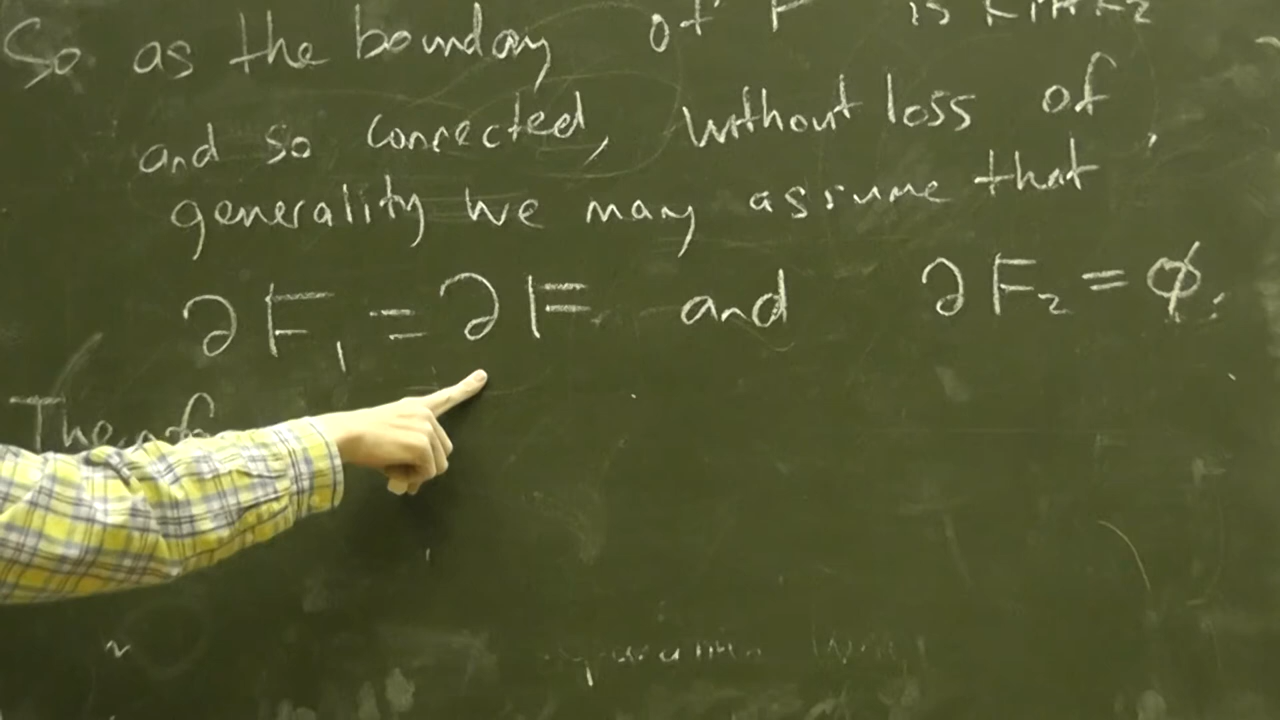 So as the bounday of F is K1#K2
and so connected, without loss of
generality we may assume that
∂F₁ = ∂F and ∂F₂ = ϕ.